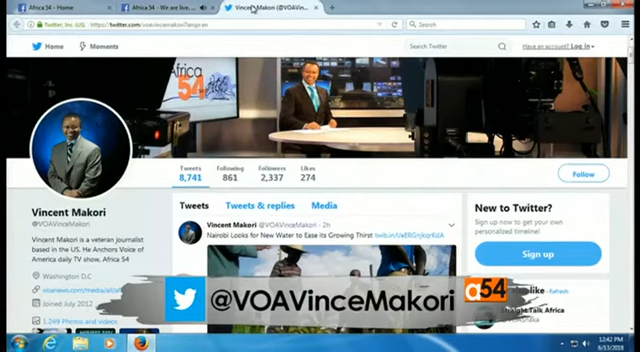 Africa 54 - Home
Africa 54 - We are live.
Vincent Makori (@VOAVin...
Twitter, Inc. (US)
https://twitter.com/voavincemakori?lang=en
Search
Home
Moments
Search Twitter
Have an account? Log in
Africa
54
Tweets
8,741
Following
861
Followers
2,337
Likes
274
Follow
Vincent Makori
@VOAVinceMakori
Vincent Makori is a veteran journalist
based in the US. He Anchors Voice of
America daily TV show, Africa 54
Washington D.C
Joined July 2012
1,249 Photos and videos
Tweets
Tweets & replies
Media
Vincent Makori @VOAVinceMakori · 2h
Nairobi Looks for New Water to Ease its Growing Thirst
New to Twitter?
Sign up now to get your own
personalized timeline!
Sign up
like · Refresh
Straight Talk Africa
@VOAVinceMakori
a54
12:42 PM
6/13/2018